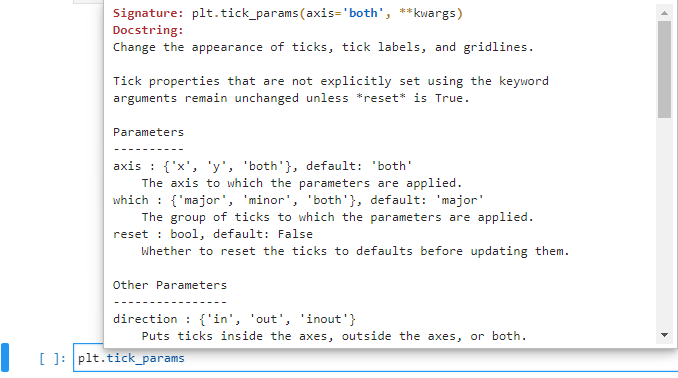 Signature: plt.tick_params(axis='both', **kwargs)
Docstring:
Change the appearance of ticks, tick labels, and gridlines.
Tick properties that are not explicitly set using the keyword
arguments remain unchanged unless *reset* is True.
Parameters
----------
axis : {'x', 'y', 'both'}, default: 'both'
    The axis to which the parameters are applied.
which : {'major', 'minor', 'both'}, default: 'major'
    The group of ticks to which the parameters are applied.
reset : bool, default: False
    Whether to reset the ticks to defaults before updating them.
Other Parameters
----------------
direction : {'in', 'out', 'inout'}
    Puts ticks inside the axes, outside the axes, or both.
[ ]: plt.tick_params